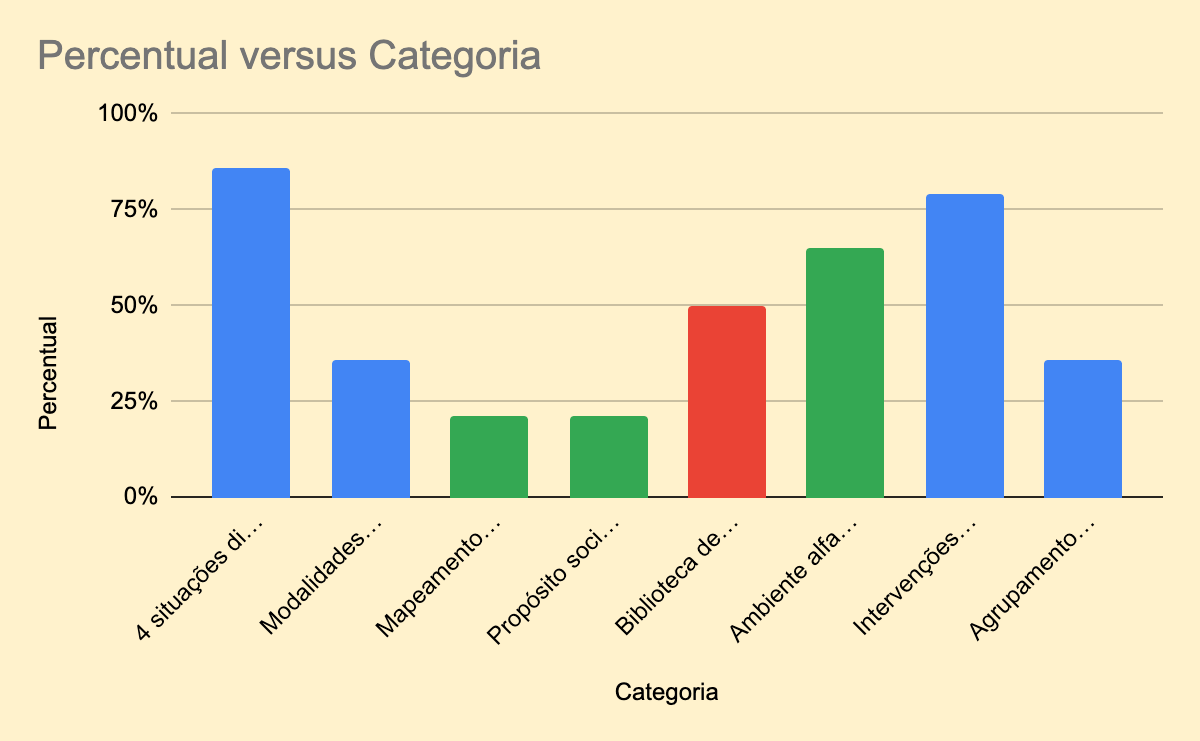 Percentual versus Categoria
100%
75%
50%
25%
0%
Percentual
4 situações di...
Modalidades...
Mapeamento...
Propósito soci...
Biblioteca de...
Ambiente alfa...
Intervenções...
Agrupamento...
Categoria